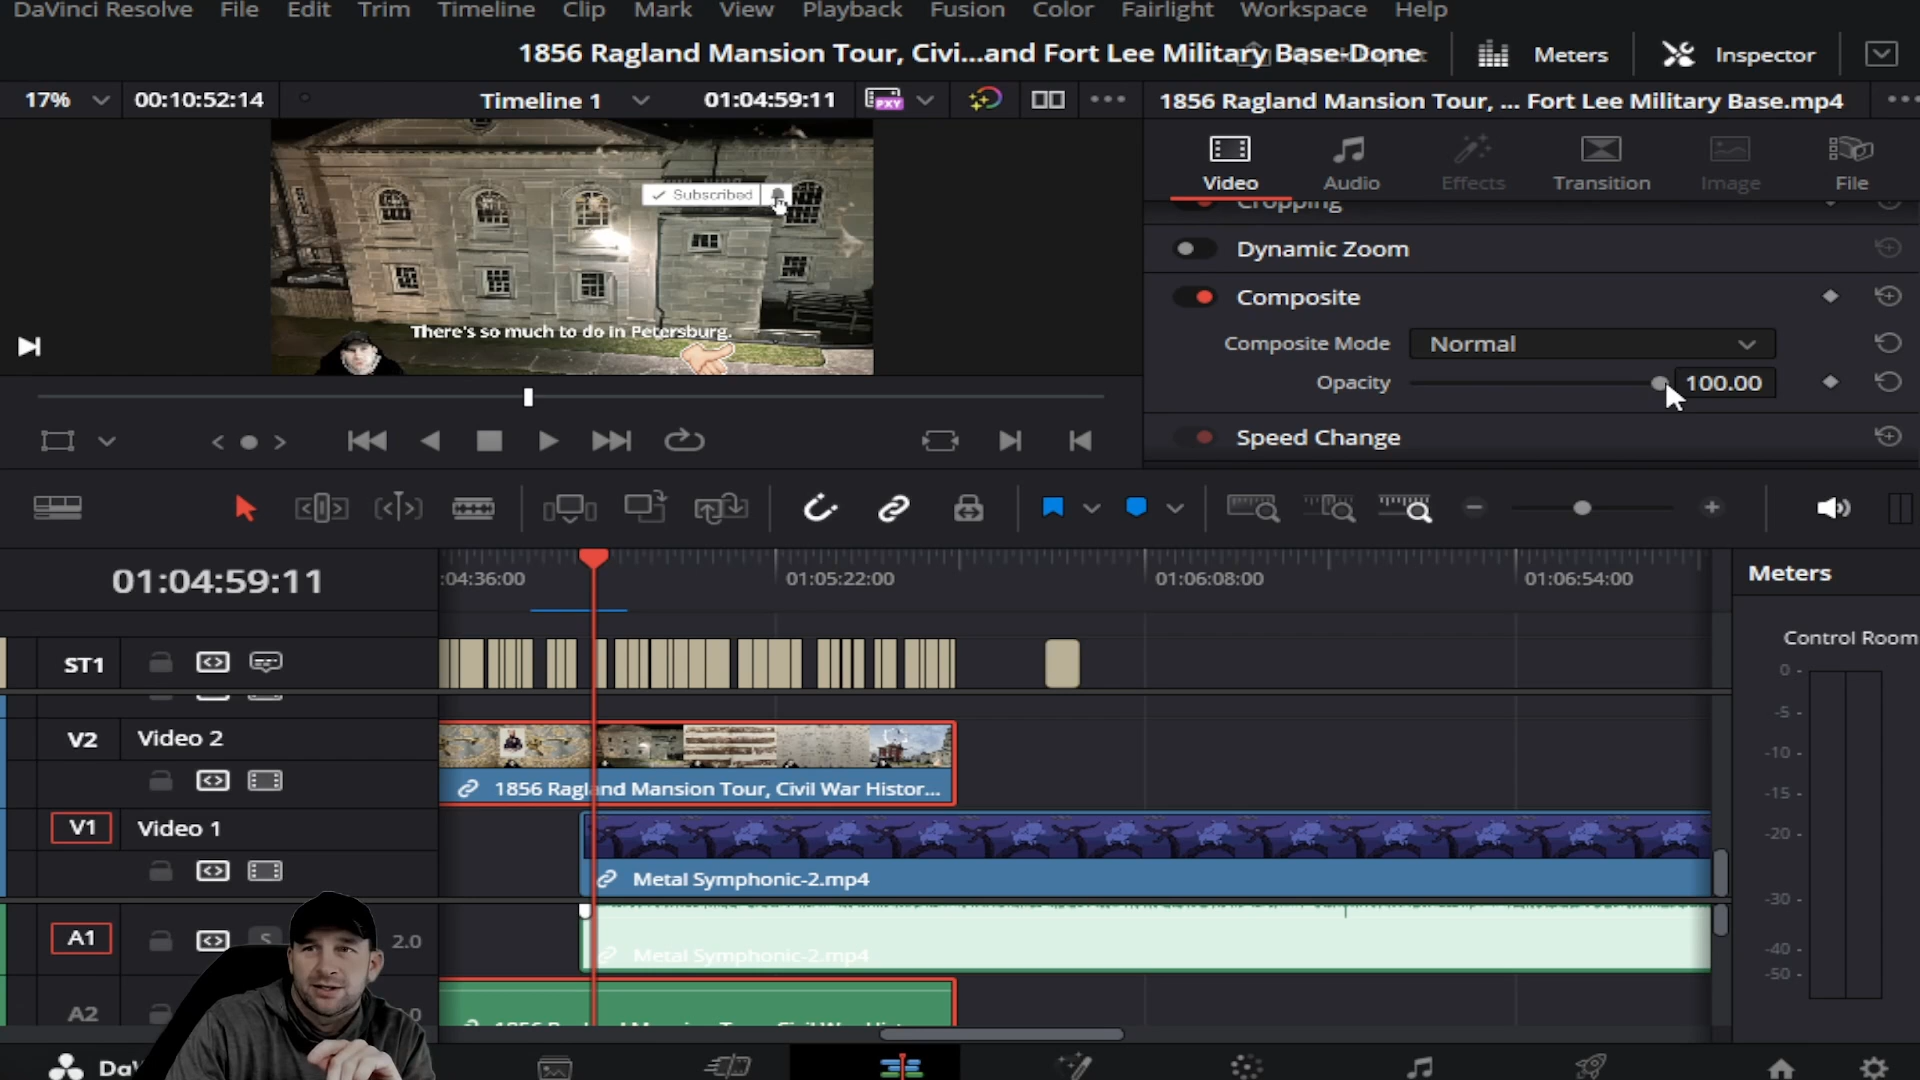 DaVinci Resolve File Edit Trim Timeline Clip Mark View Playback Fusion Color Fairlight Workspace Help
1856 Ragland Mansion Tour, Civi...and Fort Lee Military Base-Done
Meters
Inspector
17%
00:10:52:14
Timeline 1
01:04:59:11
PXY
1856 Ragland Mansion Tour, ... Fort Lee Military Base.mp4
Video
Audio
Effects
Transition
Image
File
Cropping
Dynamic Zoom
Composite
Composite Mode
Normal
Opacity
100.00
Speed Change
Subscribed
There's so much to do in Petersburg.
01:04:59:11
:04:36:00
01:05:22:00
01:06:08:00
01:06:54:00
Meters
Control Room
0 -
-5 -
-10 -
-15 -
-20 -
-30 -
-40 -
-50 -
ST1
V2
Video 2
1856 Ragland Mansion Tour, Civil War Histor...
V1
Video 1
Metal Symphonic-2.mp4
A1
S
2.0
Metal Symphonic-2.mp4
A2